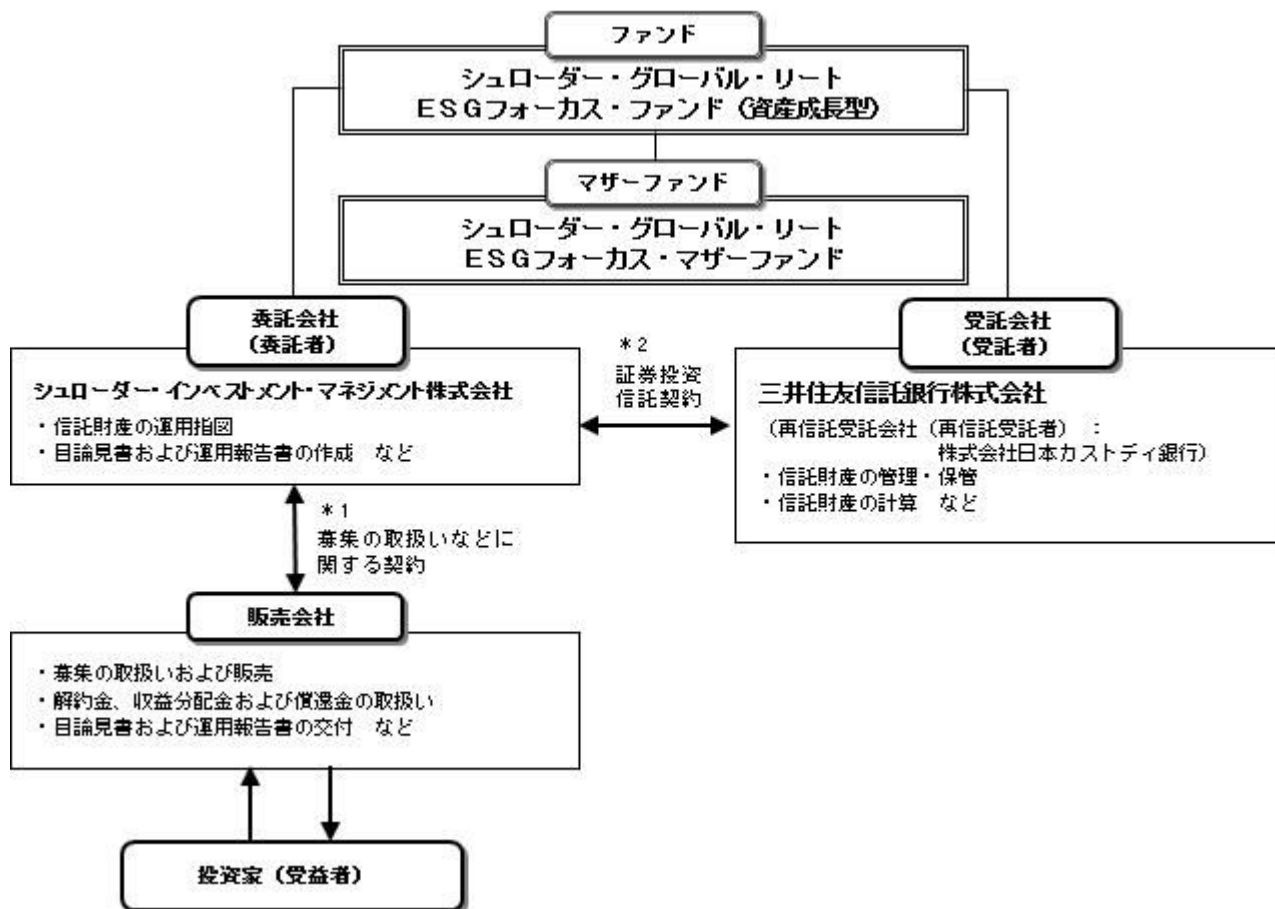 ファンド
シュローダー・グローバル・リート
ESGフォーカス・ファンド(資産成長型)
マザーファンド
シュローダー・グローバル・リート
ESGフォーカス・マザーファンド
委託会社
(委託者)
シュローダー・インベストメント・マネジメント株式会社
・信託財産の運用指図
・目論見書および運用報告書の作成 など
*2
証券投資
信託契約
受託会社
(受託者)
三井住友信託銀行株式会社
(再信託受託会社(再信託受託者) :
株式会社日本カストディ銀行)
・信託財産の管理・保管
・信託財産の計算 など
*1
募集の取扱いなどに
関する契約
販売会社
・募集の取扱いおよび販売
・解約金、収益分配金および償還金の取扱い
・目論見書および運用報告書の交付 など
投資家(受益者)